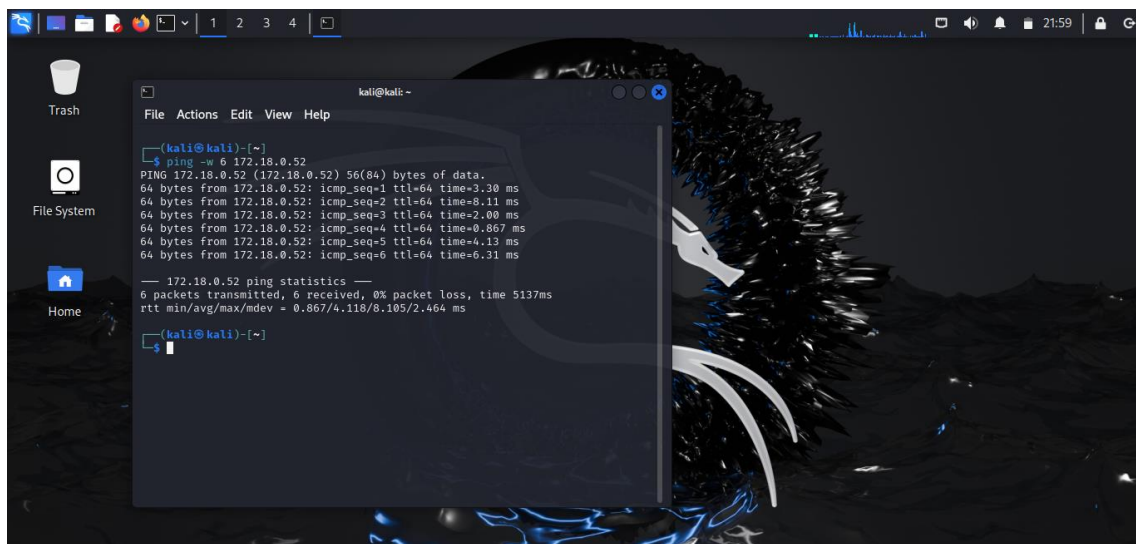 1 2 3 4
21:59
Trash
File System
Home
kali@kali: ~
File Actions Edit View Help
┌──(kali㉿kali)-[~]
└─$ ping -w 6 172.18.0.52
PING 172.18.0.52 (172.18.0.52) 56(84) bytes of data.
64 bytes from 172.18.0.52: icmp_seq=1 ttl=64 time=3.30 ms
64 bytes from 172.18.0.52: icmp_seq=2 ttl=64 time=8.11 ms
64 bytes from 172.18.0.52: icmp_seq=3 ttl=64 time=2.00 ms
64 bytes from 172.18.0.52: icmp_seq=4 ttl=64 time=0.867 ms
64 bytes from 172.18.0.52: icmp_seq=5 ttl=64 time=4.13 ms
64 bytes from 172.18.0.52: icmp_seq=6 ttl=64 time=6.31 ms
--- 172.18.0.52 ping statistics ---
6 packets transmitted, 6 received, 0% packet loss, time 5137ms
rtt min/avg/max/mdev = 0.867/4.118/8.105/2.464 ms
┌──(kali㉿kali)-[~]
└─$